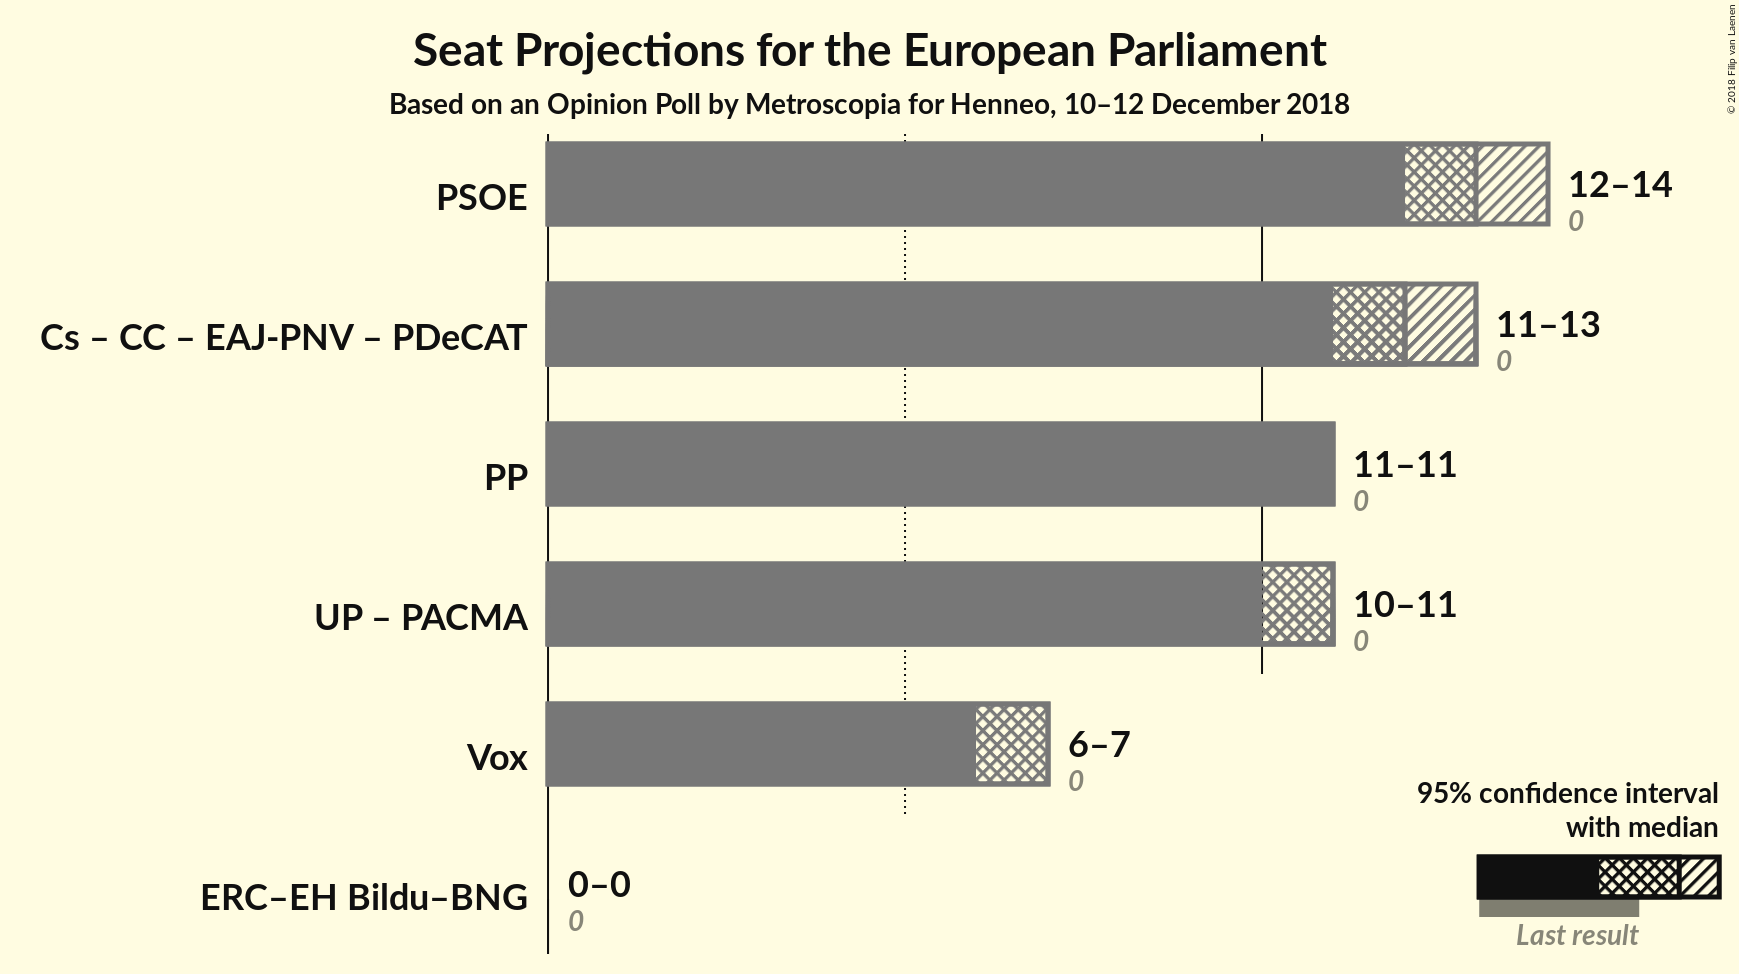 Seat Projections for the European Parliament
Based on an Opinion Poll by Metroscopia for Henneo, 10–12 December 2018
© 2018 Filip van Laenen
PSOE
12–14
0
Cs – CC – EAJ-PNV – PDeCAT
11–13
0
PP
11–11
0
UP – PACMA
10–11
0
Vox
6–7
0
ERC–EH Bildu–BNG
0–0
0
95% confidence interval
with median
Last result